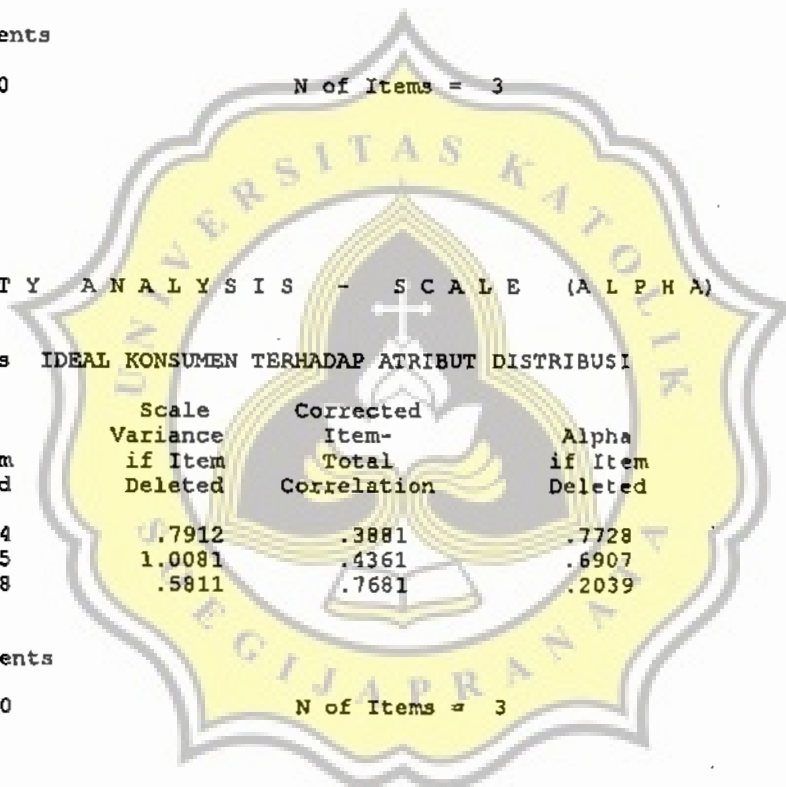 ents
0 N of Items = 3
UNIVERSITAS KATOLIK
T Y A N A L Y S I S - S C A L E (A L P H A)
s IDEAL KONSUMEN TERHADAP ATRIBUT DISTRIBUSI
Scale Corrected
Variance Item- Alpha
m if Item Total if Item
d Deleted Correlation Deleted
4 .7912 .3881 .7728
5 1.0081 .4361 .6907
8 .5811 .7681 .2039
SOEGIJAPRANATA
ents
0 N of Items = 3